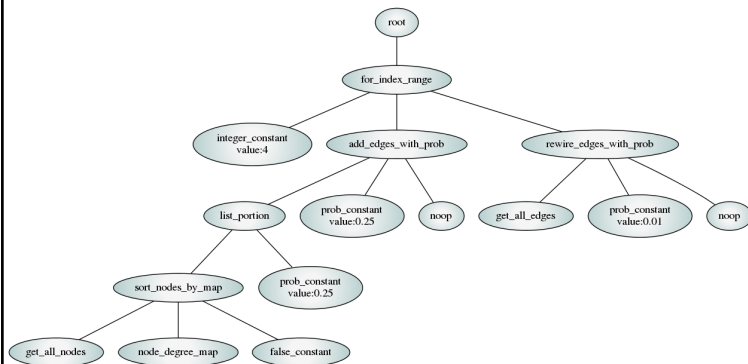 root
for_index_range
integer_constant
value:4
add_edges_with_prob
rewire_edges_with_prob
list_portion
prob_constant
value:0.25
noop
get_all_edges
prob_constant
value:0.01
noop
sort_nodes_by_map
prob_constant
value:0.25
get_all_nodes
node_degree_map
false_constant